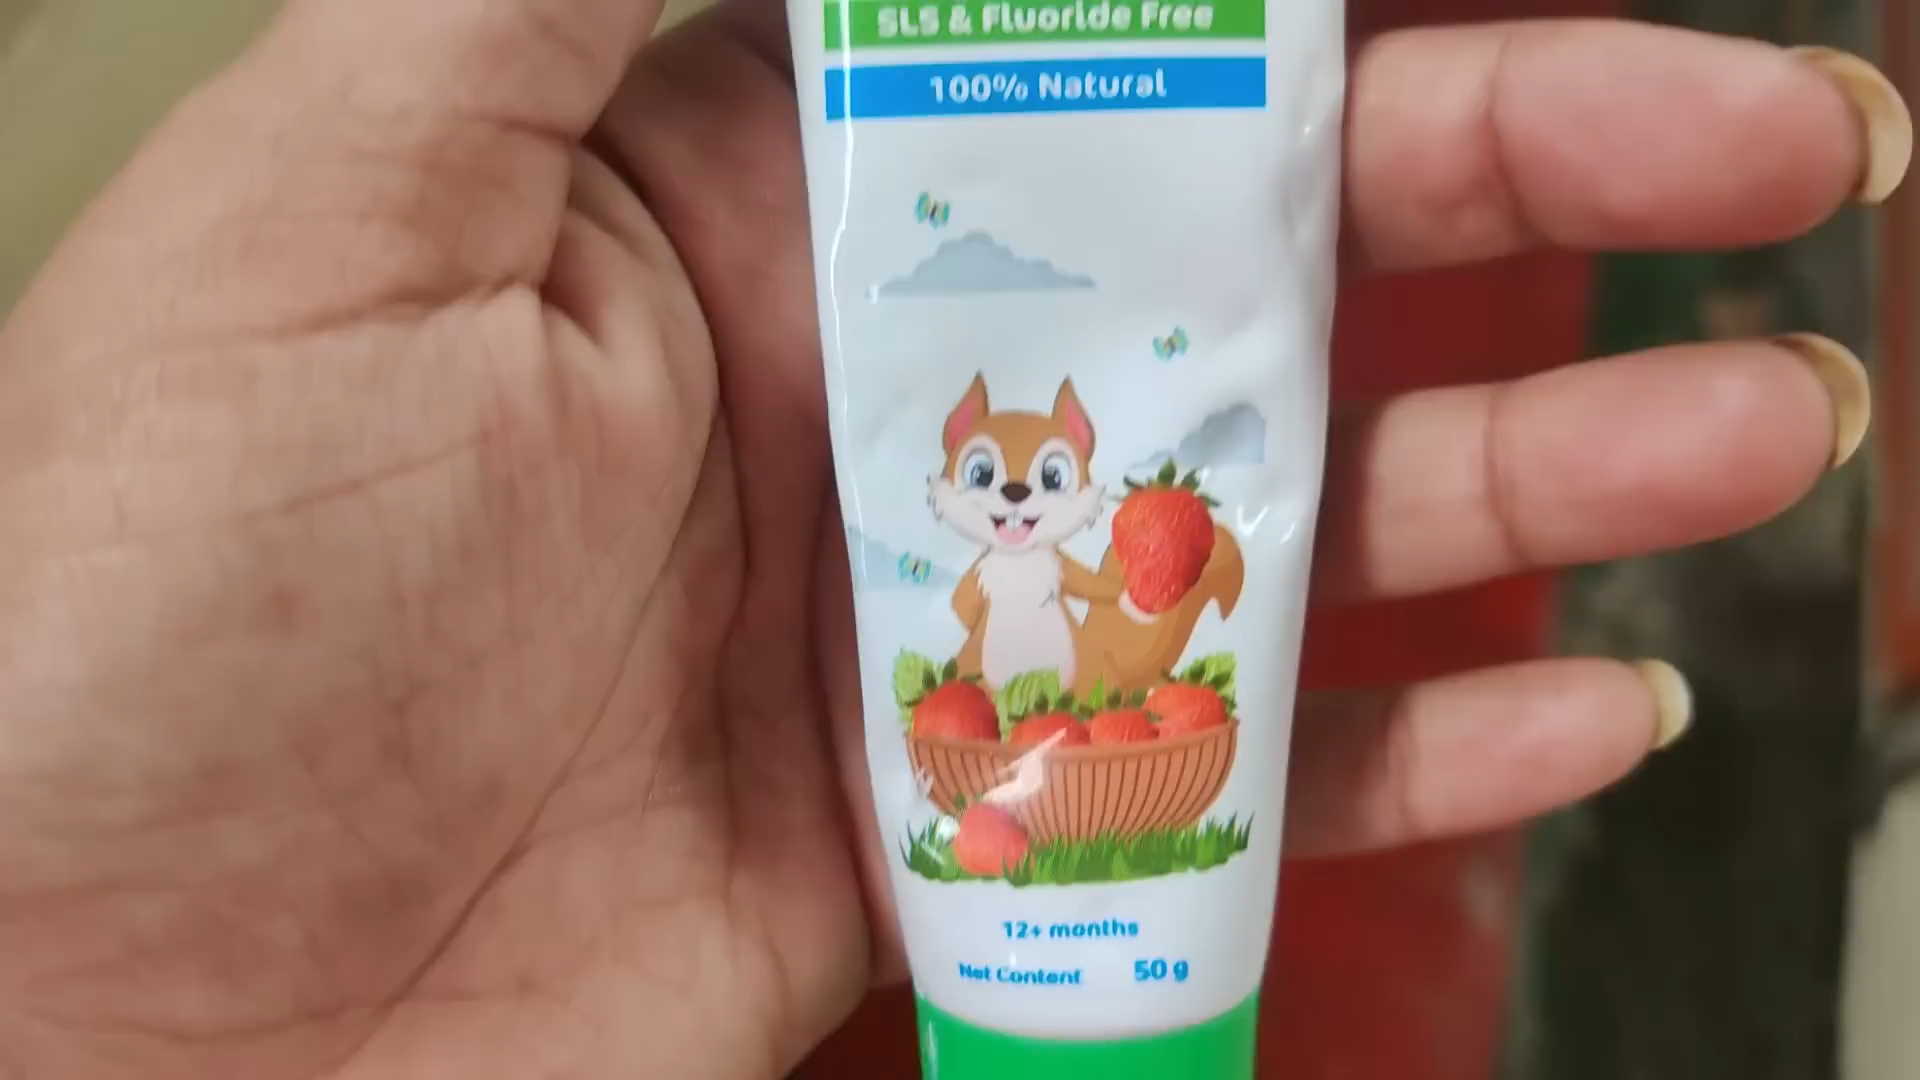 SLS & Fluoride Free
100% Natural
12+ months
Net Content 50 g